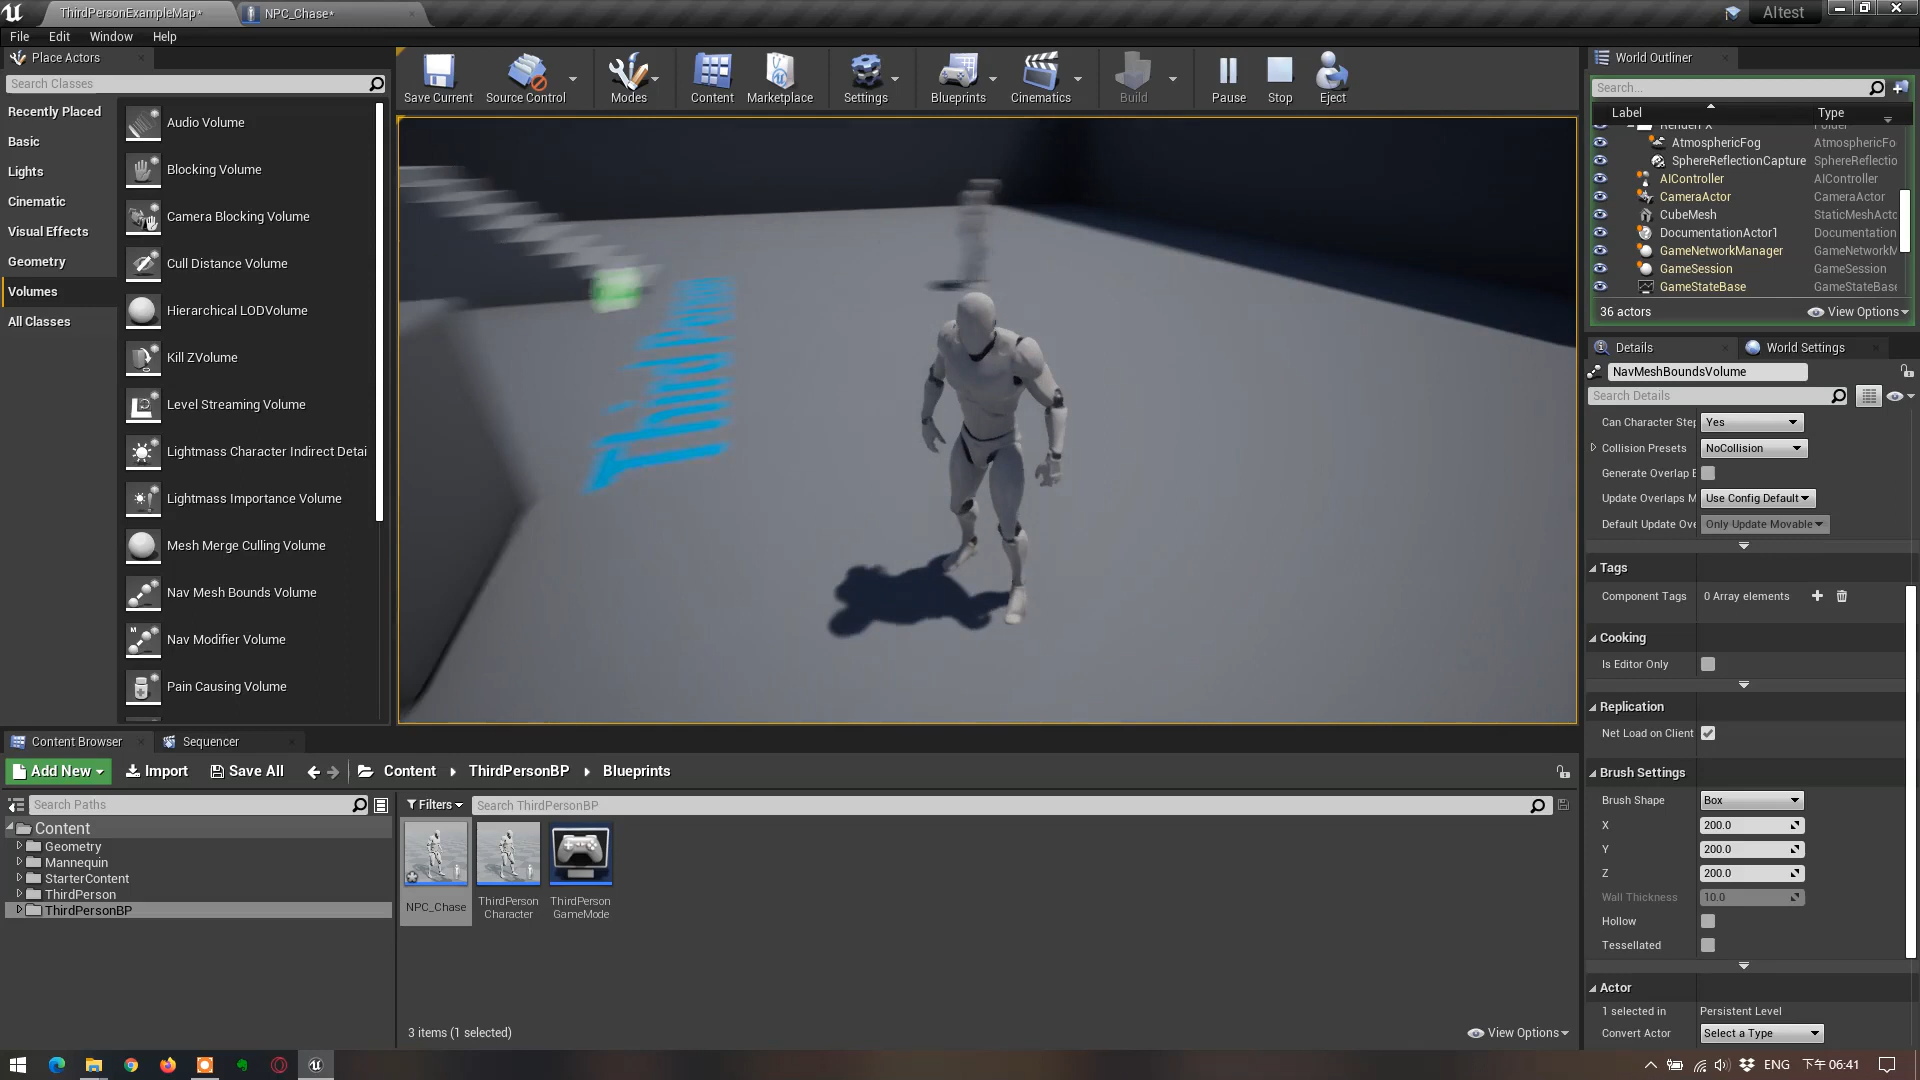 ThirdPersonExampleMap*
NPC_Chase*
AItest
File Edit Window Help
Place Actors
Search Classes
Recently Placed
Basic
Lights
Cinematic
Visual Effects
Geometry
Volumes
All Classes
Audio Volume
Blocking Volume
Camera Blocking Volume
Cull Distance Volume
Hierarchical LODVolume
Kill ZVolume
Level Streaming Volume
Lightmass Character Indirect Detai
Lightmass Importance Volume
Mesh Merge Culling Volume
Nav Mesh Bounds Volume
Nav Modifier Volume
Pain Causing Volume
Save Current
Source Control
Modes
Content
Marketplace
Settings
Blueprints
Cinematics
Build
Pause
Stop
Eject
World Outliner
Search...
Label Type
RenderFX Folder
AtmosphericFog AtmosphericFo
SphereReflectionCapture SphereReflectio
AIController AIController
CameraActor CameraActor
CubeMesh StaticMeshActo
DocumentationActor1 Documentation
GameNetworkManager GameNetworkM
GameSession GameSession
GameStateBase GameStateBase
36 actors
View Options
Details
World Settings
NavMeshBoundsVolume
Search Details
Can Character Step Yes
Collision Presets NoCollision
Generate Overlap E
Update Overlaps M Use Config Default
Default Update Ove Only Update Movable
Tags
Component Tags 0 Array elements
Cooking
Is Editor Only
Replication
Net Load on Client
Brush Settings
Brush Shape Box
X 200.0
Y 200.0
Z 200.0
Wall Thickness 10.0
Hollow
Tessellated
Actor
1 selected in Persistent Level
Convert Actor Select a Type
Content Browser
Sequencer
Add New
Import
Save All
Content
ThirdPersonBP
Blueprints
Search Paths
Filters
Search ThirdPersonBP
Content
Geometry
Mannequin
StarterContent
ThirdPerson
ThirdPersonBP
NPC_Chase
ThirdPerson
Character
ThirdPerson
GameMode
3 items (1 selected)
View Options
ENG
下午 06:41